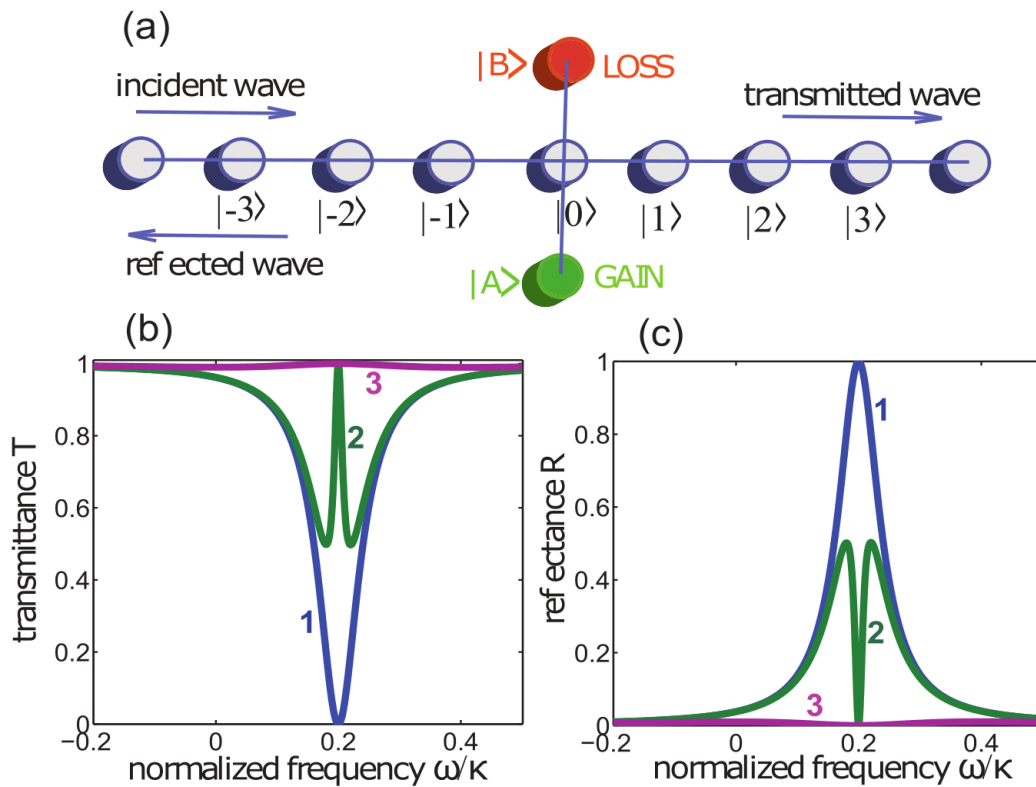 (a)
|B> LOSS
incident wave
transmitted wave
|-3⟩ |-2⟩ |-1⟩ |0⟩ |1⟩ |2⟩ |3⟩
ref ected wave
|A> GAIN
(b)
transmittance T
1
0.8
0.6
0.4
0.2
0
3
2
1
−0.2 0 0.2 0.4
normalized frequency ω/κ
(c)
ref ectance R
1
0.8
0.6
0.4
0.2
0
1
2
3
−0.2 0 0.2 0.4
normalized frequency ω/κ